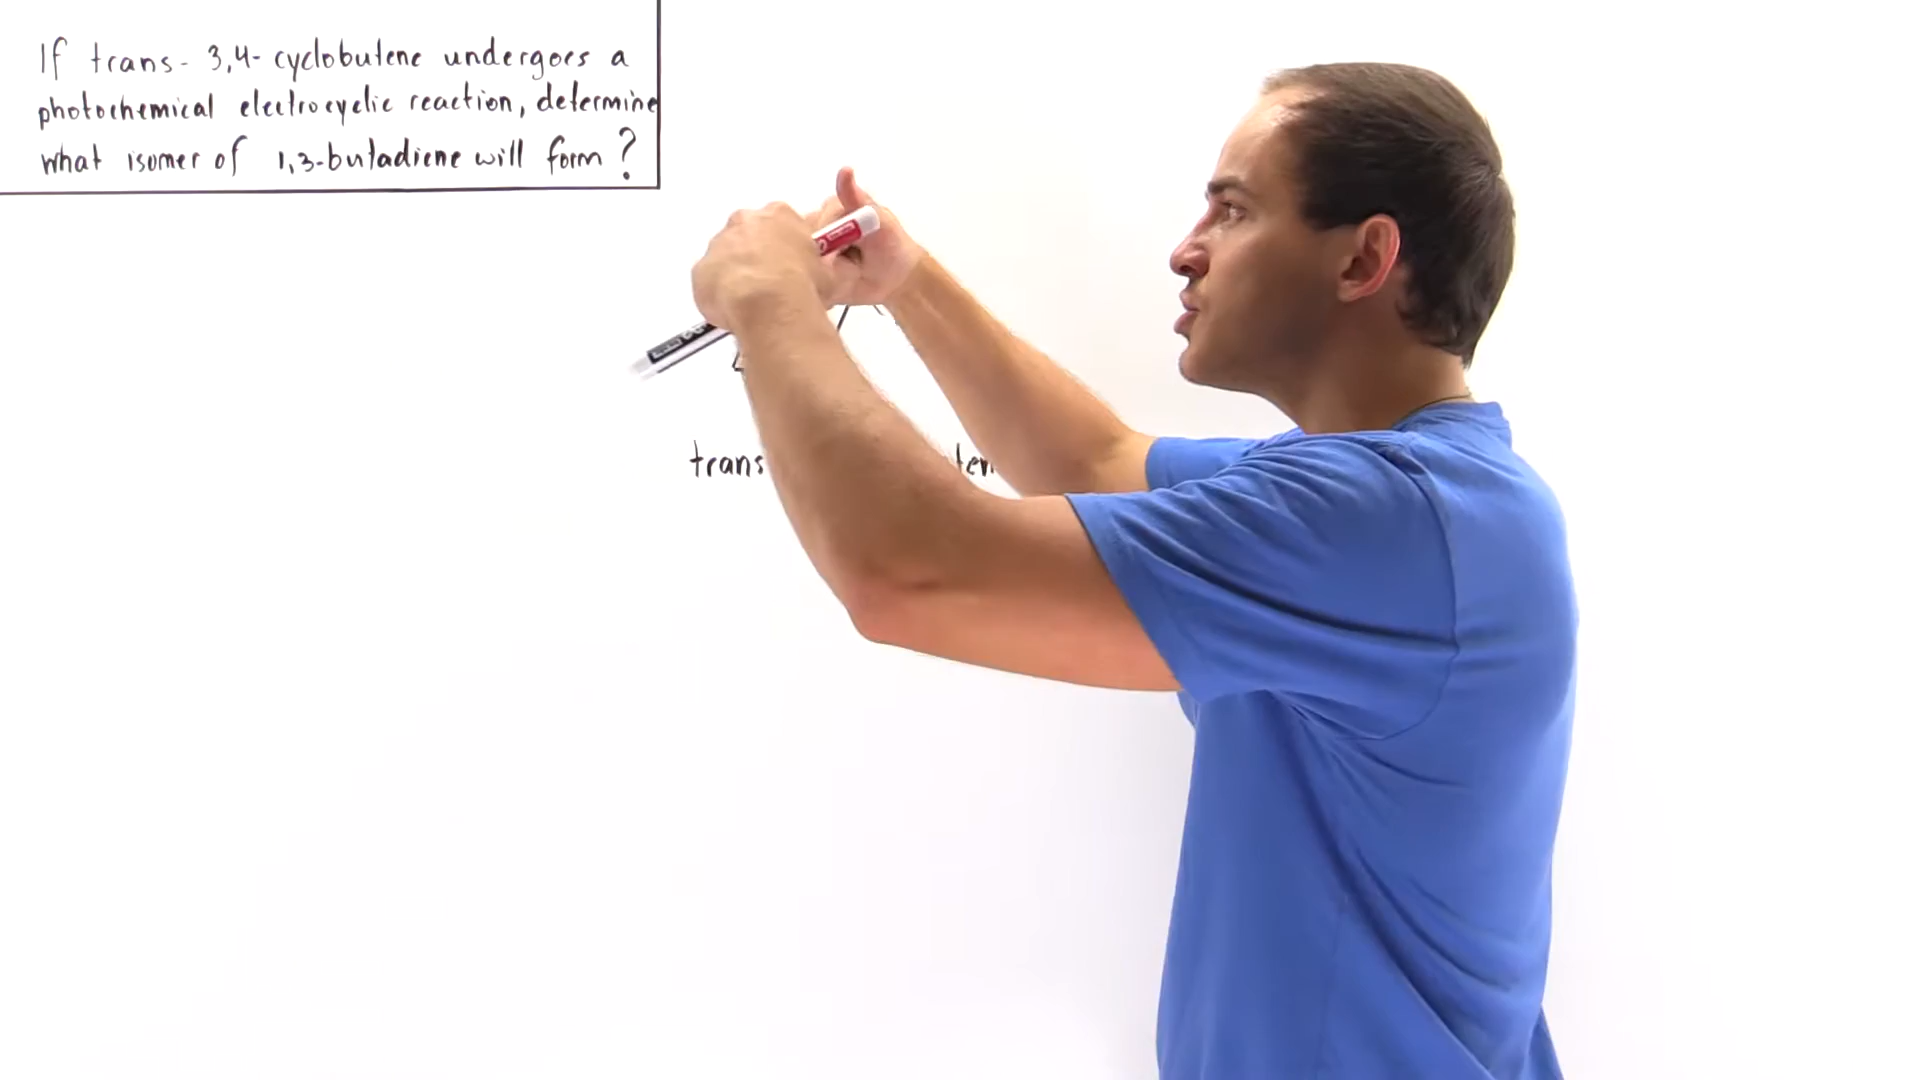 If trans- 3,4- cyclobutene undergoes a
photochemical electrocyclic reaction, determine
what isomer of 1,3-butadiene will form ?
trans